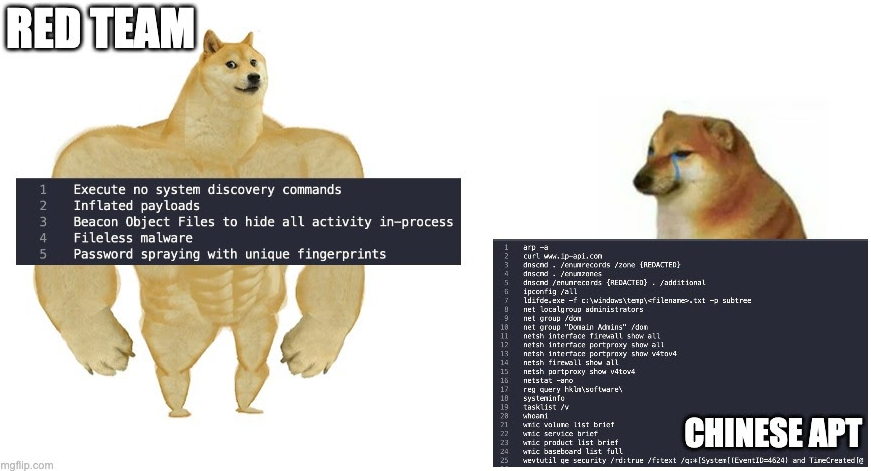 RED TEAM
1 Execute no system discovery commands
2 Inflated payloads
3 Beacon Object Files to hide all activity in-process
4 Fileless malware
5 Password spraying with unique fingerprints
1 arp -a
2 curl www.ip-api.com
3 dnscmd . /enumrecords /zone {REDACTED}
4 dnscmd . /enumzones
5 dnscmd /enumrecords {REDACTED} . /additional
6 ipconfig /all
7 ldifde.exe -f c:\windows\temp\<filename>.txt -p subtree
8 net localgroup administrators
9 net group /dom
10 net group "Domain Admins" /dom
11 netsh interface firewall show all
12 netsh interface portproxy show all
13 netsh interface portproxy show v4tov4
14 netsh firewall show all
15 netsh portproxy show v4tov4
16 netstat -ano
17 reg query hklm\software\
18 systeminfo
19 tasklist /v
20 whoami
21 wmic volume list brief
22 wmic service brief
23 wmic product list brief
24 wmic baseboard list full
25 wevtutil qe security /rd:true /f:text /q:*[System[(EventID=4624) and TimeCreated[@
CHINESE APT
mgflip.com